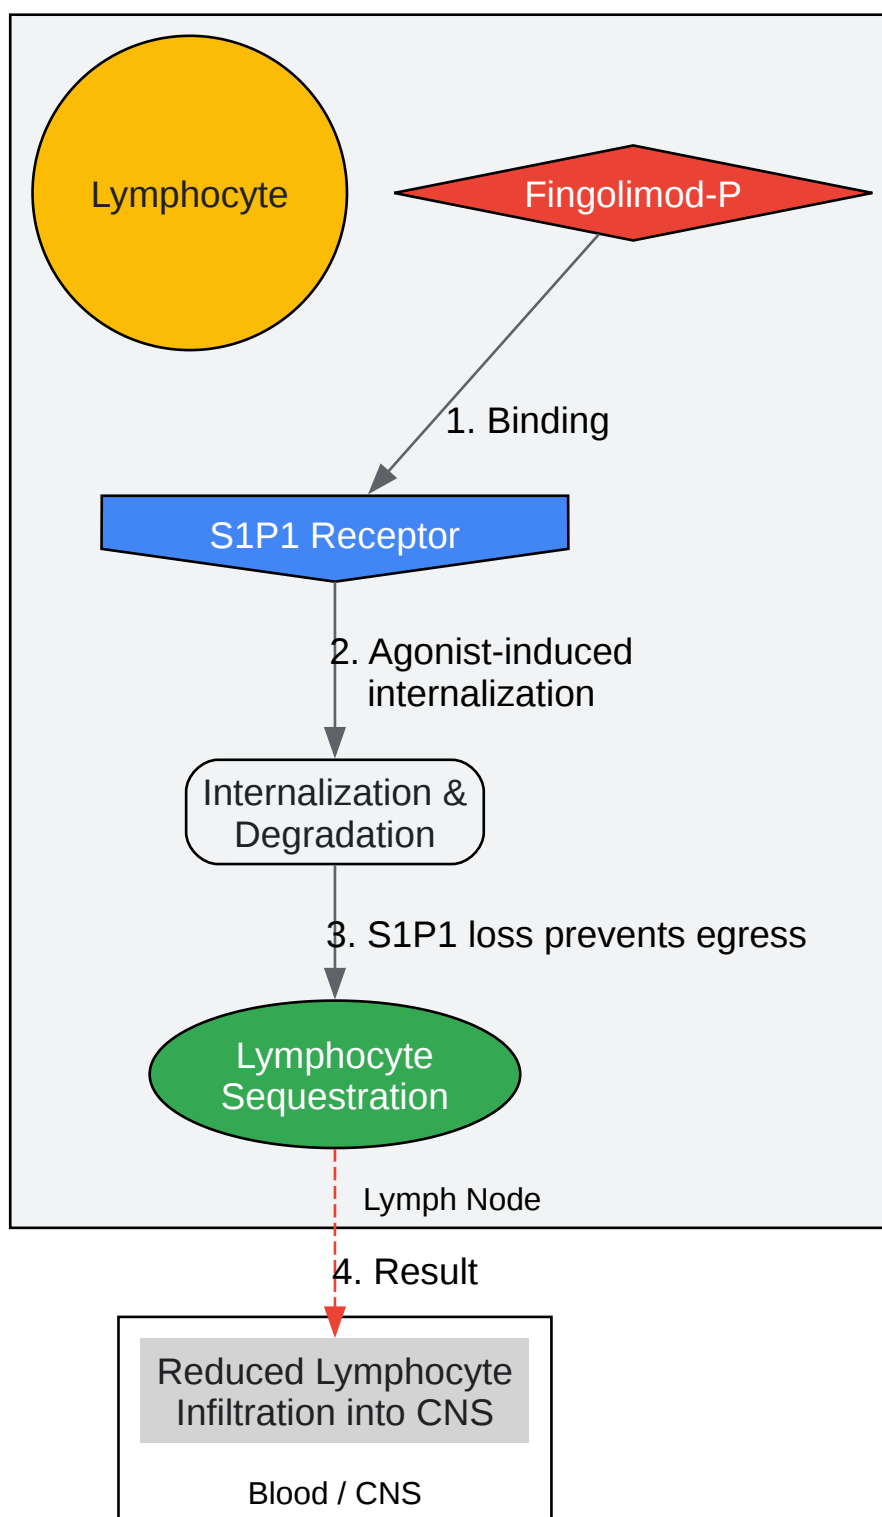 Lymphocyte
Fingolimod-P
1. Binding
S1P1 Receptor
2. Agonist-induced
internalization
Internalization &
Degradation
3. S1P1 loss prevents egress
Lymphocyte
Sequestration
Lymph Node
4. Result
Reduced Lymphocyte
Infiltration into CNS
Blood / CNS